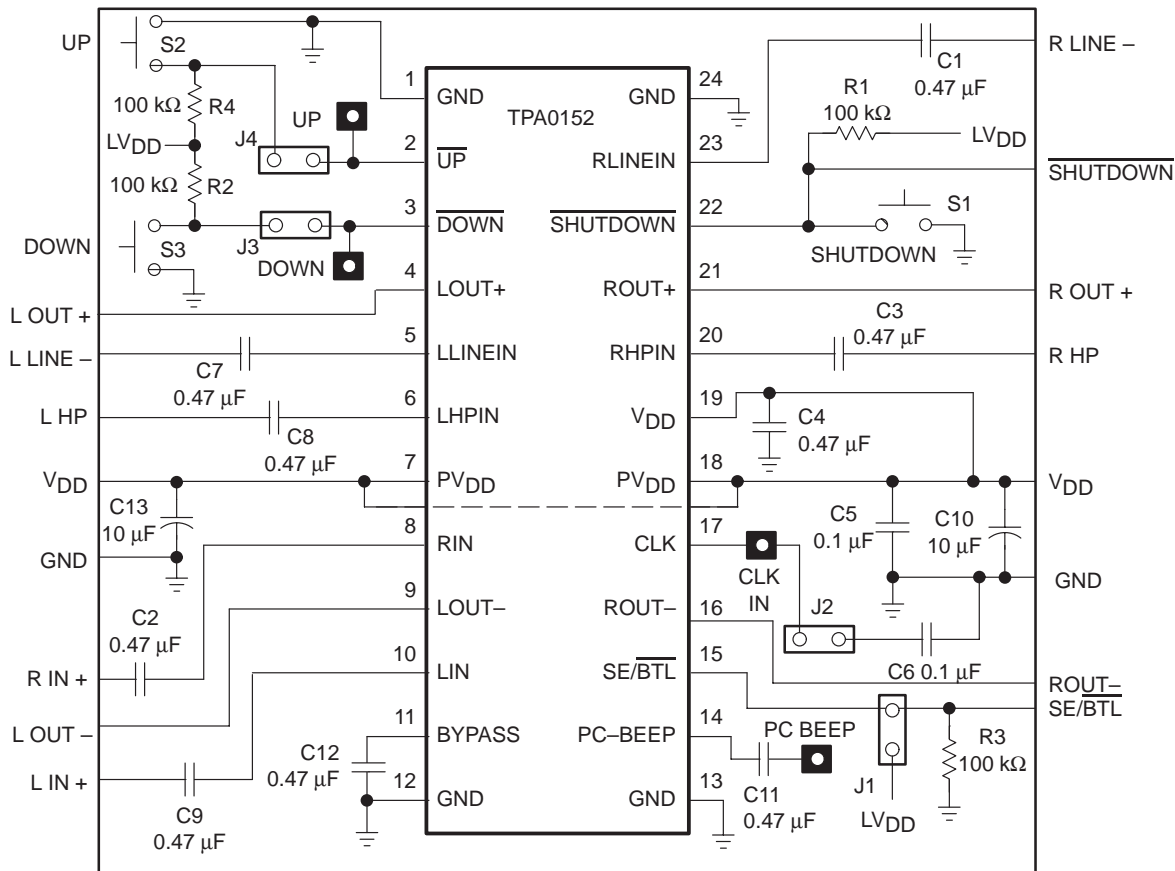 UP
S2
R LINE –
C1
0.47 μF
1
GND
24
GND
TPA0152
R1
100 kΩ
LVDD
100 kΩ
R4
J4
UP
2
UP
23
RLINEIN
LVDD
SHUTDOWN
100 kΩ
R2
3
DOWN
22
SHUTDOWN
S1
SHUTDOWN
DOWN
S3
J3
DOWN
4
LOUT+
21
ROUT+
L OUT +
R OUT +
C3
0.47 μF
5
LLINEIN
20
RHPIN
L LINE –
R HP
C7
0.47 μF
6
LHPIN
19
VDD
C4
0.47 μF
L HP
C8
0.47 μF
7
PVDD
18
PVDD
VDD
VDD
C13
10 μF
C5
0.1 μF
C10
10 μF
8
RIN
17
CLK
CLK
IN
GND
GND
9
LOUT–
16
ROUT–
J2
C2
0.47 μF
C6 0.1 μF
10
LIN
15
SE/BTL
R IN +
ROUT–
SE/BTL
11
BYPASS
14
PC–BEEP
PC BEEP
L OUT –
R3
100 kΩ
C12
0.47 μF
12
GND
13
GND
L IN +
C11
0.47 μF
J1
LVDD
C9
0.47 μF